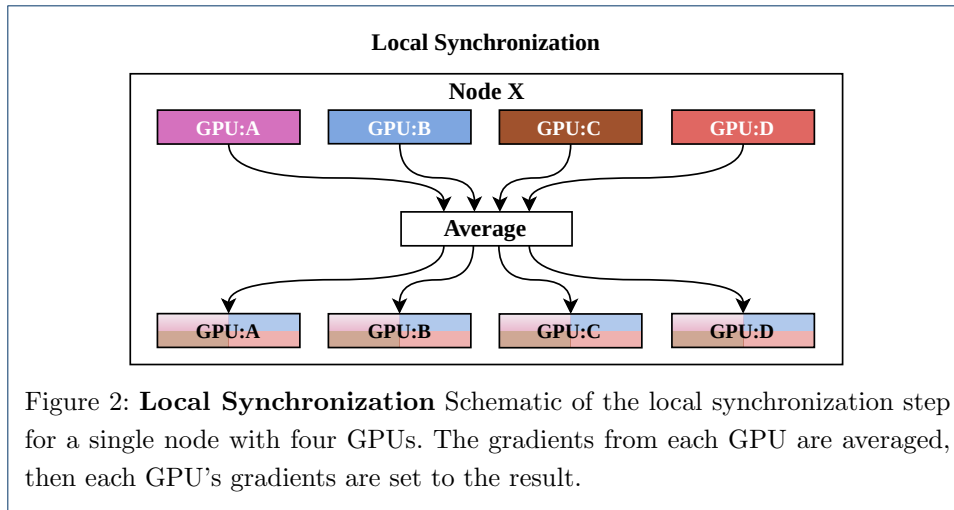 Local Synchronization
Node X
GPU:A GPU:B GPU:C GPU:D
Average
GPU:A GPU:B GPU:C GPU:D
Figure 2: Local Synchronization Schematic of the local synchronization step
for a single node with four GPUs. The gradients from each GPU are averaged,
then each GPU’s gradients are set to the result.